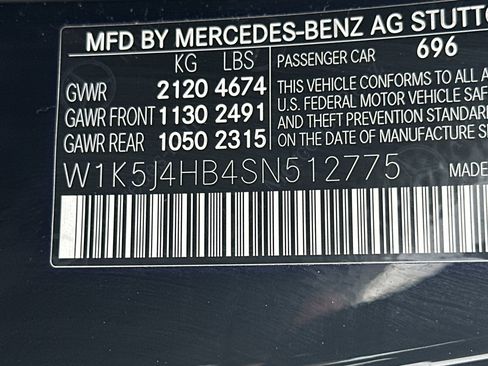 MFD BY MERCEDES-BENZ AG STUTTG
KG LBS PASSENGER CAR 696
GVWR 2120 4674 THIS VEHICLE CONFORMS TO ALL A
GAWR FRONT 1130 2491 U.S. FEDERAL MOTOR VEHICLE SAF
GAWR REAR 1050 2315 AND THEFT PREVENTION STANDARDS
ON THE DATE OF MANUFACTURE S
W1K5J4HB4SN512775 MADE